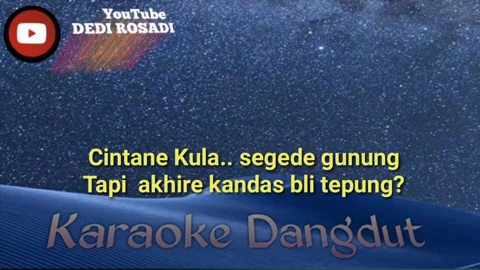 YouTube
DEDI ROSADI
Cintane Kula.. segede gunung
Tapi akhire kandas bli tepung?
Karaoke Dangdut